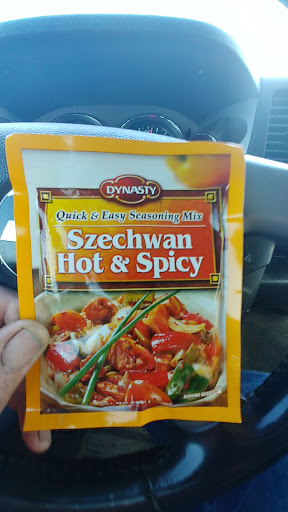 DYNASTY
Quick & Easy Seasoning Mix
Szechwan
Hot & Spicy